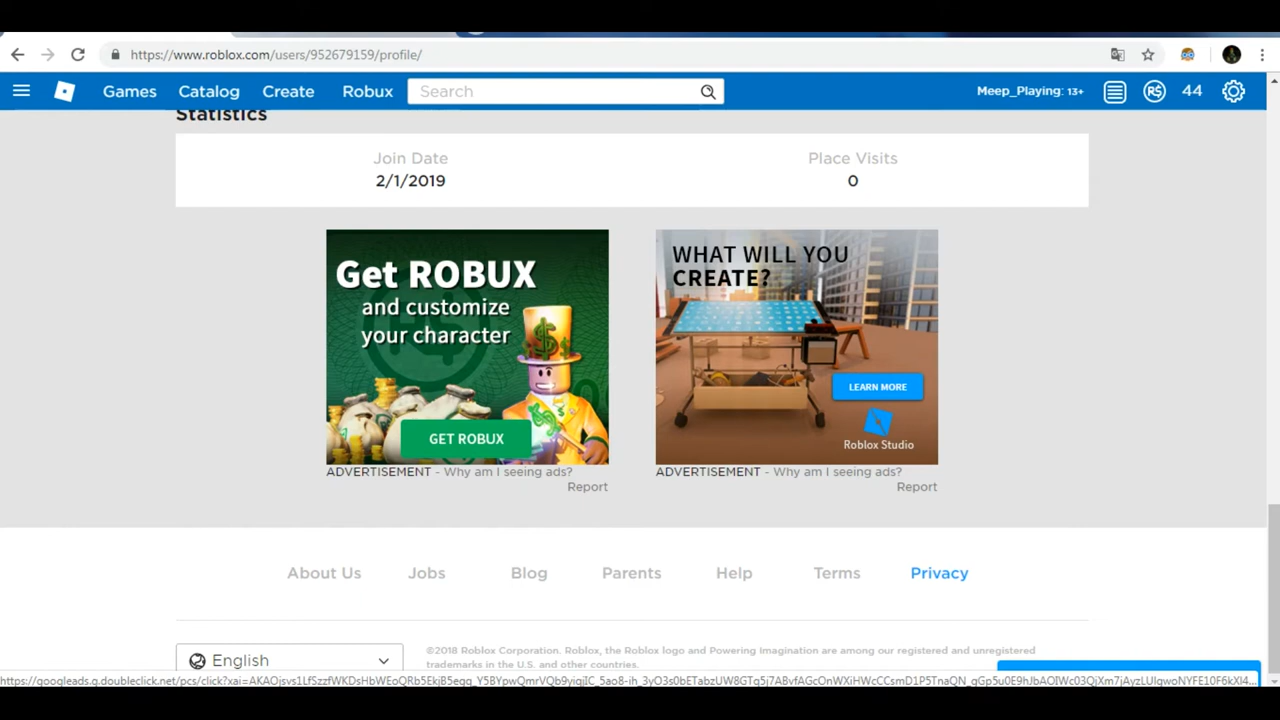 https://www.roblox.com/users/952679159/profile/
Games Catalog Create Robux Search Meep_Playing: 13+ R$ 44
Statistics
Join Date Place Visits
2/1/2019 0
Get ROBUX
and customize
your character
GET ROBUX
WHAT WILL YOU
CREATE?
LEARN MORE
Roblox Studio
ADVERTISEMENT - Why am I seeing ads?
Report
ADVERTISEMENT - Why am I seeing ads?
Report
About Us Jobs Blog Parents Help Terms Privacy
English
©2018 Roblox Corporation. Roblox, the Roblox logo and Powering Imagination are among our registered and unregistered
trademarks in the U.S. and other countries.